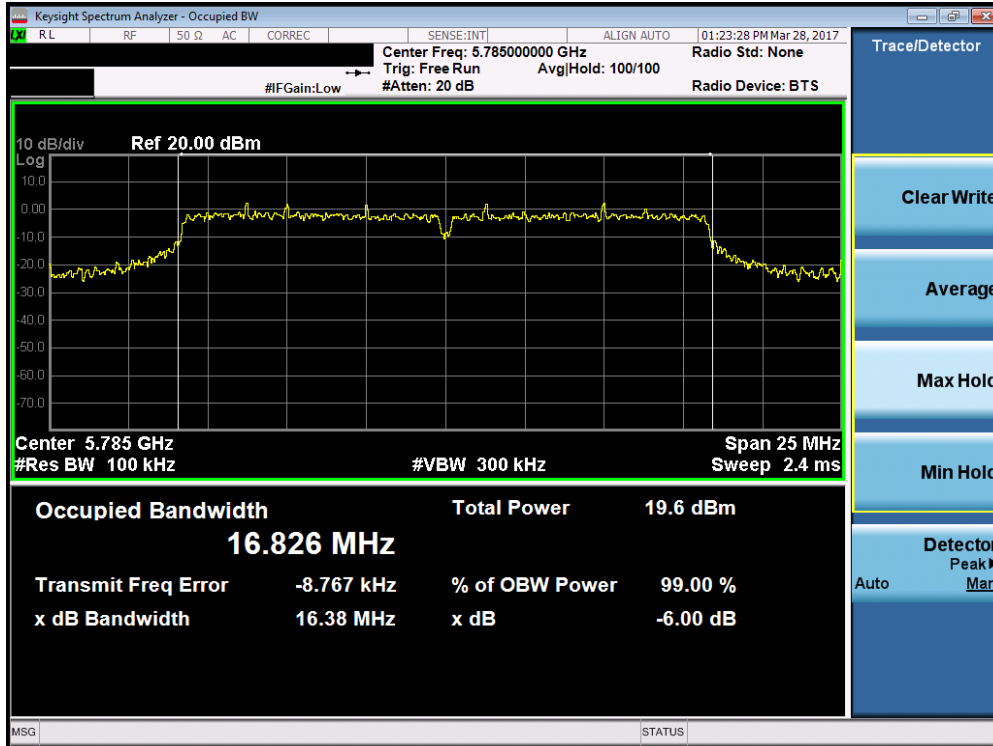 Keysight Spectrum Analyzer - Occupied BW
LXI RL RF 50 Ω AC CORREC SENSE:INT ALIGN AUTO 01:23:28 PM Mar 28, 2017
Center Freq: 5.785000000 GHz Radio Std: None
Trig: Free Run Avg|Hold: 100/100
#IFGain:Low #Atten: 20 dB Radio Device: BTS
10 dB/div Ref 20.00 dBm
Log
10.0
0.00
-10.0
-20.0
-30.0
-40.0
-50.0
-60.0
-70.0
Center 5.785 GHz Span 25 MHz
#Res BW 100 kHz #VBW 300 kHz Sweep 2.4 ms
Occupied Bandwidth Total Power 19.6 dBm
16.826 MHz
Transmit Freq Error -8.767 kHz % of OBW Power 99.00 %
x dB Bandwidth 16.38 MHz x dB -6.00 dB
MSG STATUS
Trace/Detector
Clear Write
Average
Max Hold
Min Hold
Detector
Peak
Auto Man